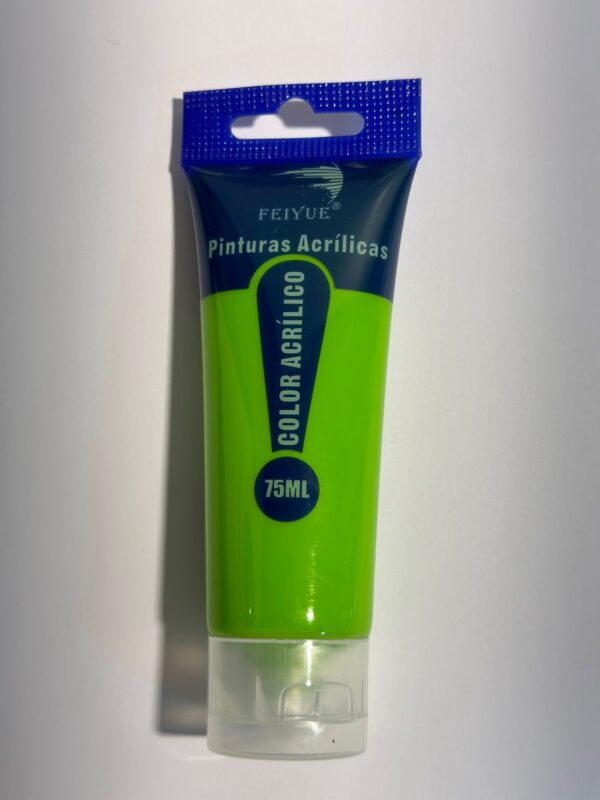 FEIYUE®
Pinturas Acrílicas
COLOR ACRÍLICO
75ML